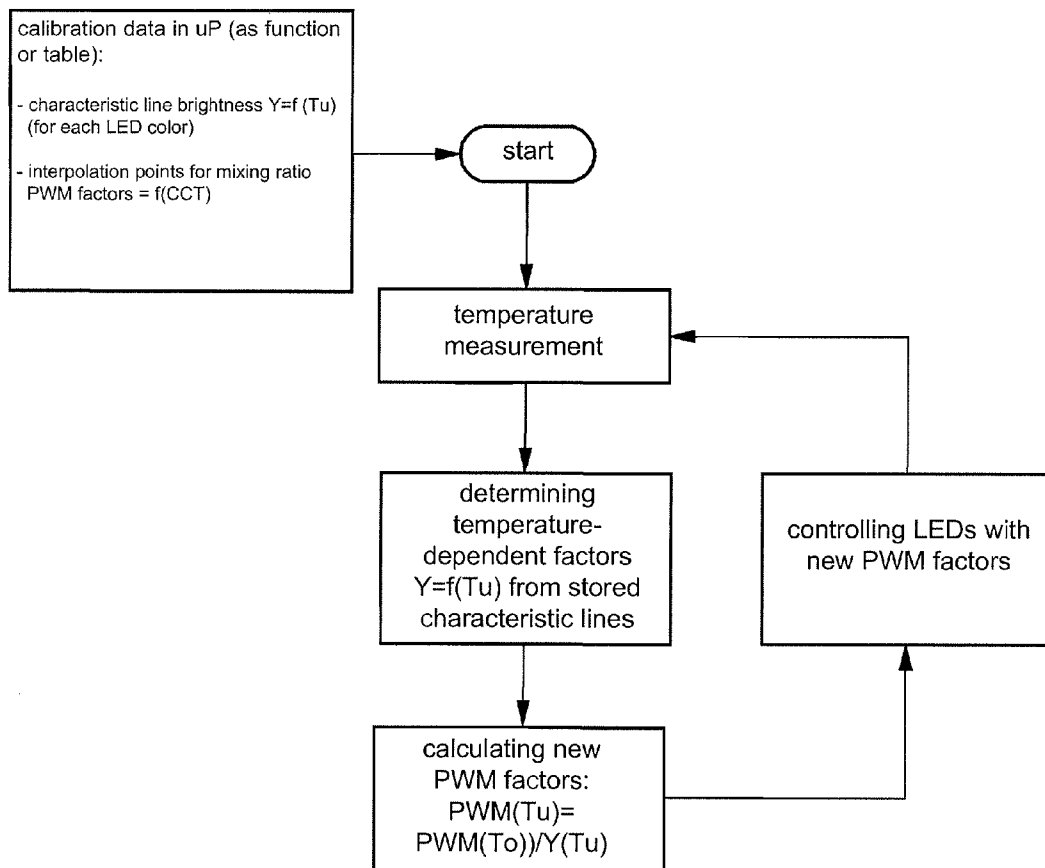 calibration data in uP (as function
or table):
- characteristic line brightness Y=f (Tu)
(for each LED color)
- interpolation points for mixing ratio
PWM factors = f(CCT)
start
temperature
measurement
determining
temperature-
dependent factors
Y=f(Tu) from stored
characteristic lines
controlling LEDs with
new PWM factors
calculating new
PWM factors:
PWM(Tu)=
PWM(To))/Y(Tu)